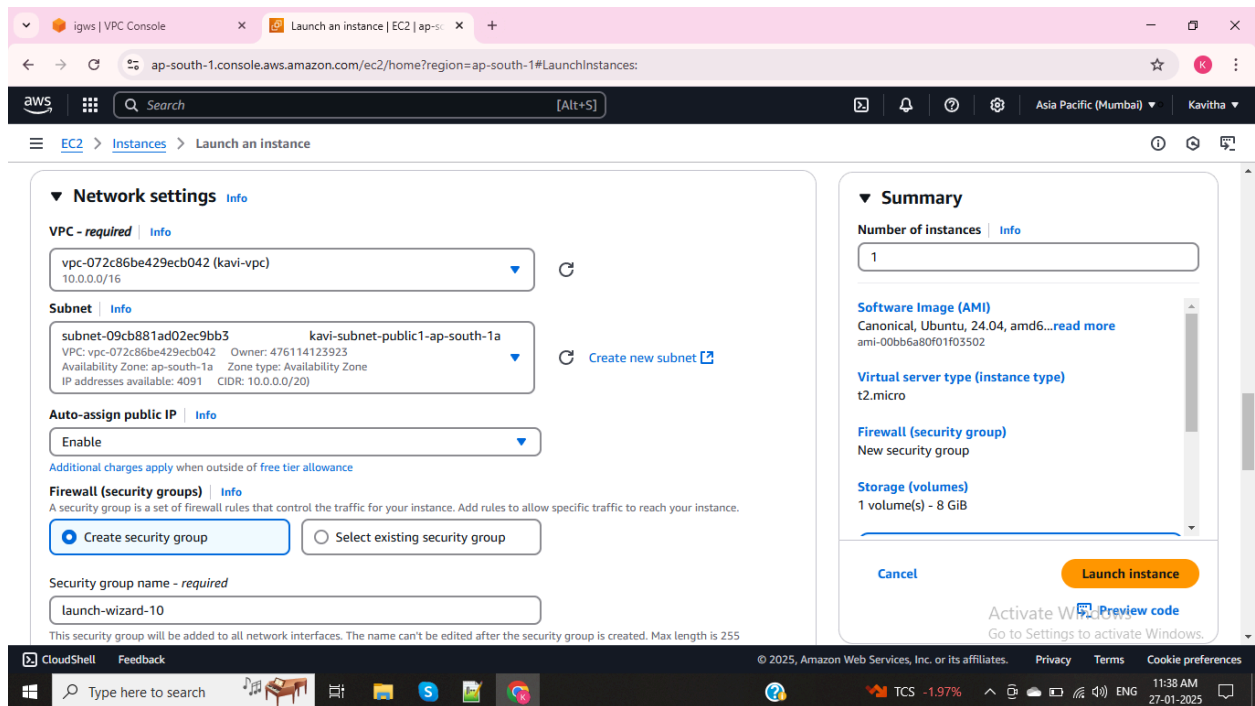 igws | VPC Console
Launch an instance | EC2 | ap-so
ap-south-1.console.aws.amazon.com/ec2/home?region=ap-south-1#LaunchInstances:
K
aws
Search
[Alt+S]
Asia Pacific (Mumbai)
Kavitha
EC2 > Instances > Launch an instance
Network settings Info
VPC - required Info
vpc-072c86be429ecb042 (kavi-vpc)
10.0.0.0/16
Subnet Info
subnet-09cb881ad02ec9bb3 kavi-subnet-public1-ap-south-1a
VPC: vpc-072c86be429ecb042 Owner: 476114123923
Availability Zone: ap-south-1a Zone type: Availability Zone
IP addresses available: 4091 CIDR: 10.0.0.0/20)
Create new subnet
Auto-assign public IP Info
Enable
Additional charges apply when outside of free tier allowance
Firewall (security groups) Info
A security group is a set of firewall rules that control the traffic for your instance. Add rules to allow specific traffic to reach your instance.
Create security group
Select existing security group
Security group name - required
launch-wizard-10
This security group will be added to all network interfaces. The name can't be edited after the security group is created. Max length is 255
Summary
Number of instances Info
1
Software Image (AMI)
Canonical, Ubuntu, 24.04, amd6...read more
ami-00bb6a80f01f03502
Virtual server type (instance type)
t2.micro
Firewall (security group)
New security group
Storage (volumes)
1 volume(s) - 8 GiB
Cancel
Launch instance
Preview code
Activate Windows
Go to Settings to activate Windows.
CloudShell Feedback
© 2025, Amazon Web Services, Inc. or its affiliates. Privacy Terms Cookie preferences
Type here to search
TCS -1.97%
ENG
11:38 AM
27-01-2025